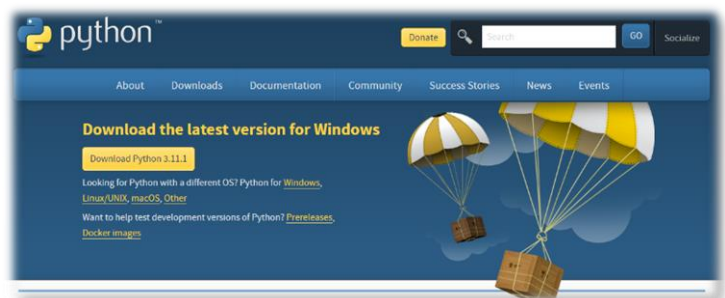 python™
Donate
Search
GO
Socialize
About Downloads Documentation Community Success Stories News Events
Download the latest version for Windows
Download Python 3.11.1
Looking for Python with a different OS? Python for Windows,
Linux/UNIX, macOS, Other
Want to help test development versions of Python? Prereleases,
Docker images